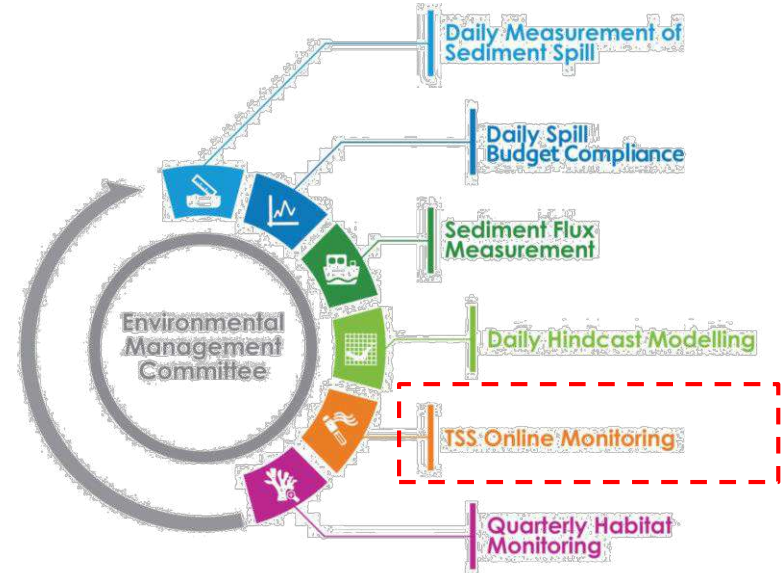 Daily Measurement of
Sediment Spill
Daily Spill
Budget Compliance
Sediment Flux
Measurement
Environmental
Management
Committee
Daily Hindcast Modelling
TSS Online Monitoring
Quarterly Habitat
Monitoring